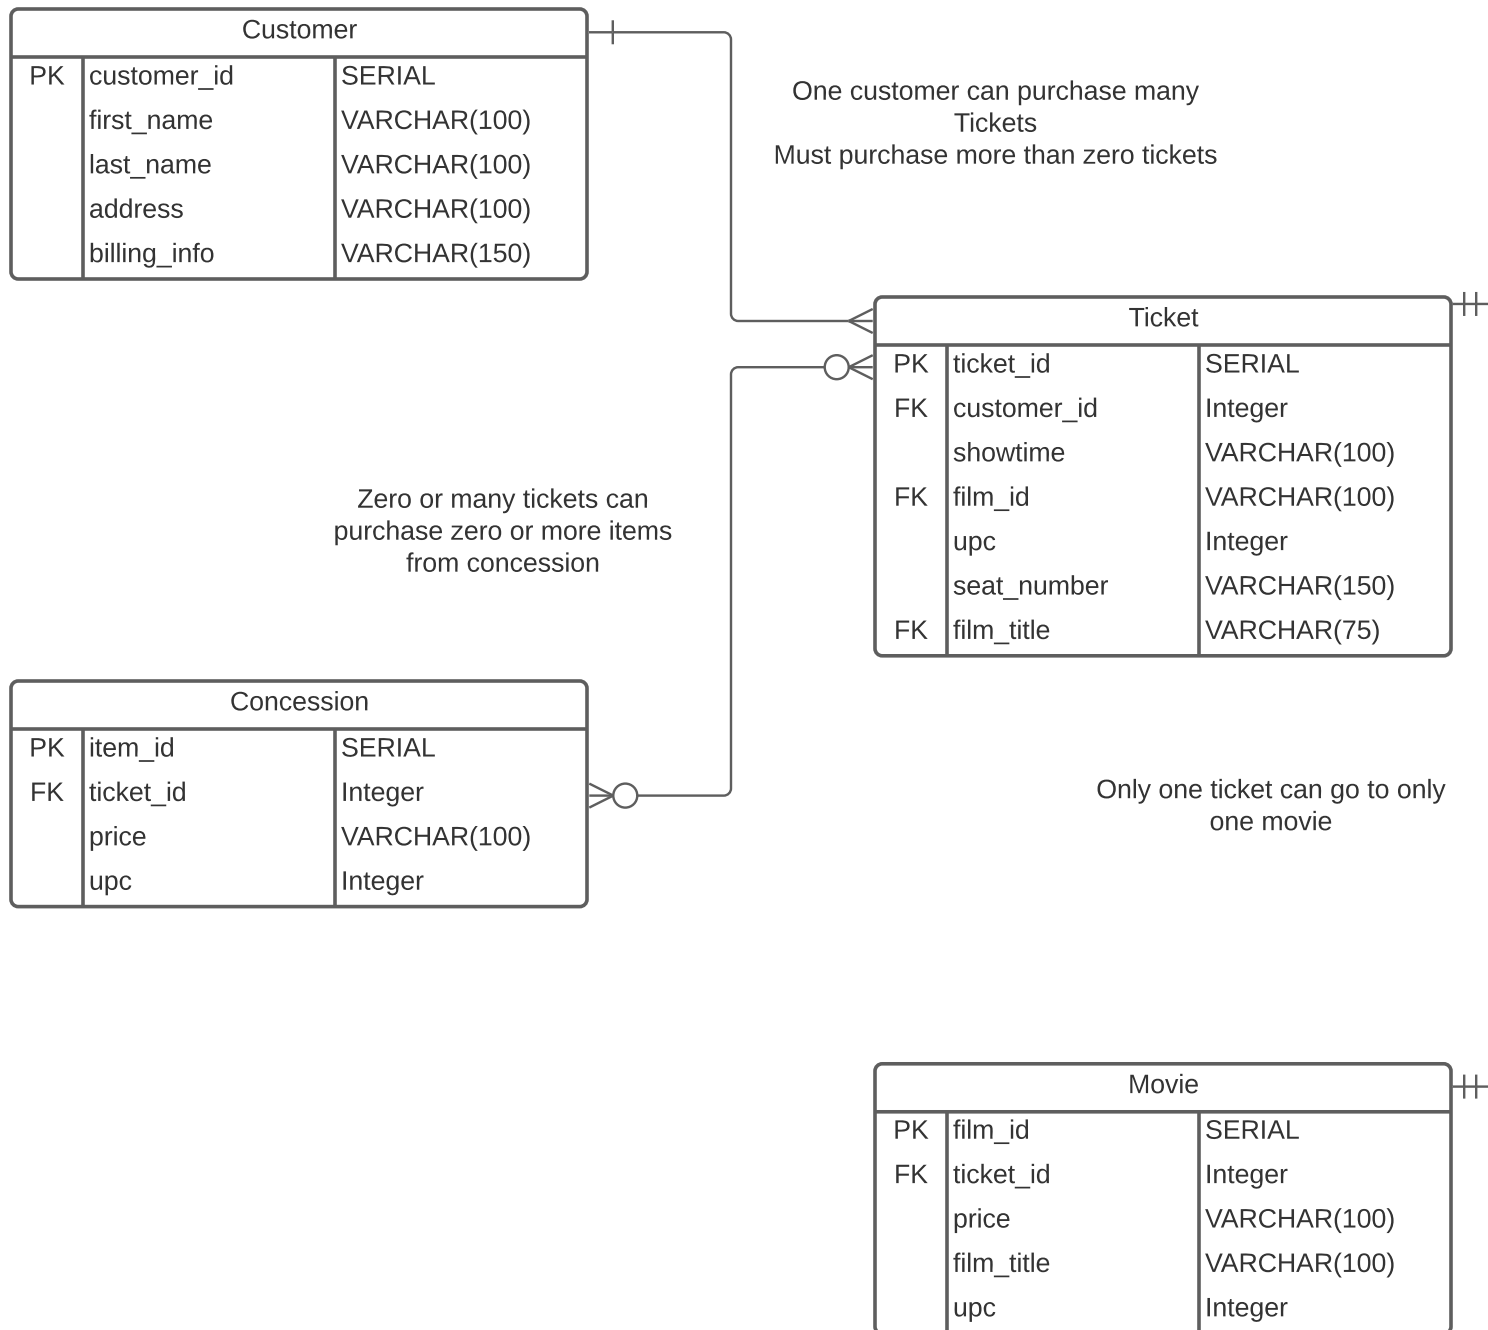 Customer
PK customer_id SERIAL
first_name VARCHAR(100)
last_name VARCHAR(100)
address VARCHAR(100)
billing_info VARCHAR(150)
One customer can purchase many
Tickets
Must purchase more than zero tickets
Ticket
PK ticket_id SERIAL
FK customer_id Integer
showtime VARCHAR(100)
FK film_id VARCHAR(100)
upc Integer
seat_number VARCHAR(150)
FK film_title VARCHAR(75)
Zero or many tickets can
purchase zero or more items
from concession
Concession
PK item_id SERIAL
FK ticket_id Integer
price VARCHAR(100)
upc Integer
Only one ticket can go to only
one movie
Movie
PK film_id SERIAL
FK ticket_id Integer
price VARCHAR(100)
film_title VARCHAR(100)
upc Integer